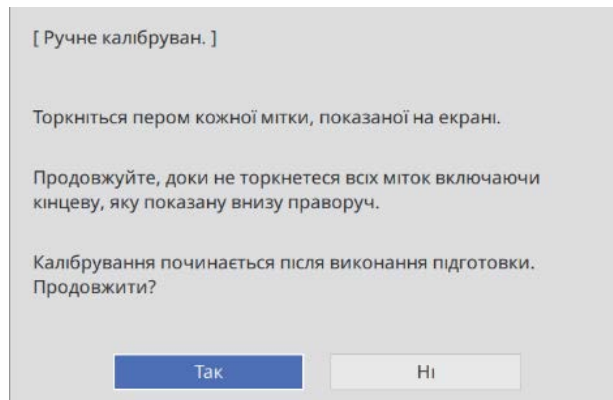 [ Ручне калібруван. ]
Торкніться пером кожної мітки, показаної на екрані.
Продовжуйте, доки не торкнетеся всіх міток включаючи
кінцеву, яку показану внизу праворуч.
Калібрування починається після виконання підготовки.
Продовжити?
Так
Ні